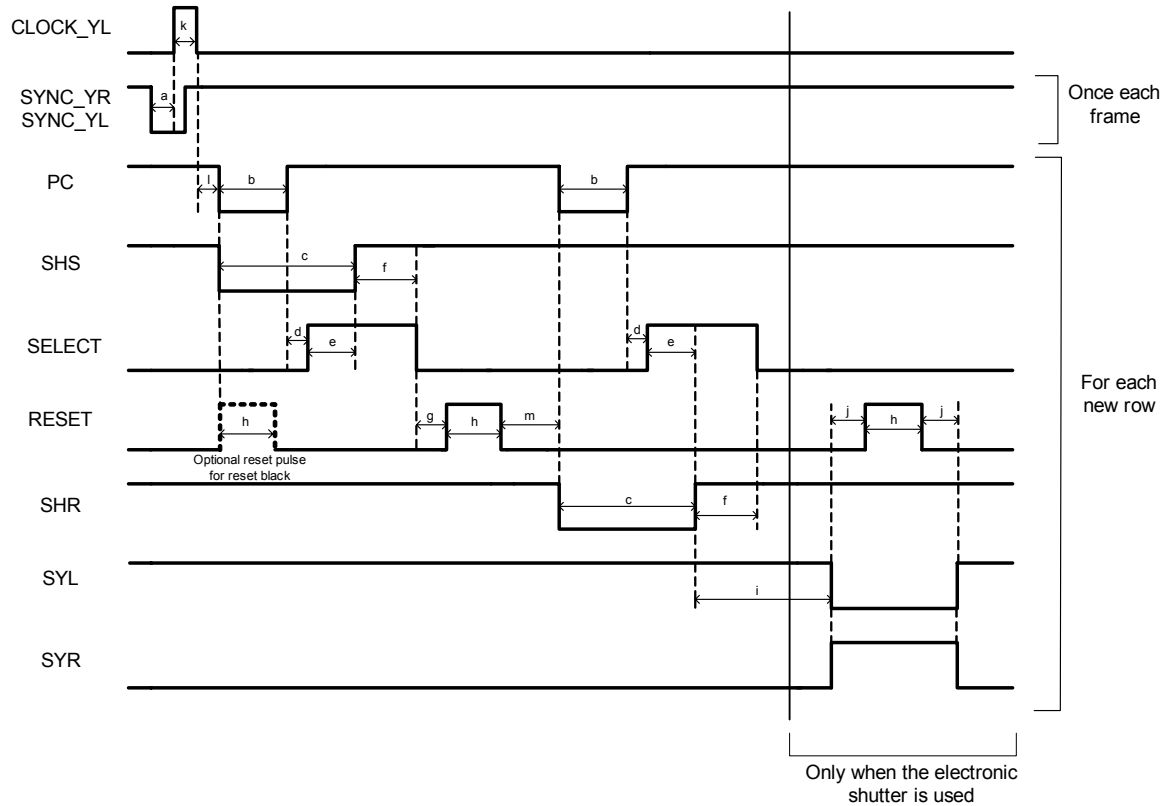 CLOCK_YL
k
SYNC_YR
SYNC_YL
a
Once each
frame
PC
l
b
b
SHS
c
f
SELECT
d
e
d
e
For each
new row
RESET
h
g
h
m
j
h
j
Optional reset pulse
for reset black
SHR
c
f
SYL
i
SYR
Only when the electronic
shutter is used